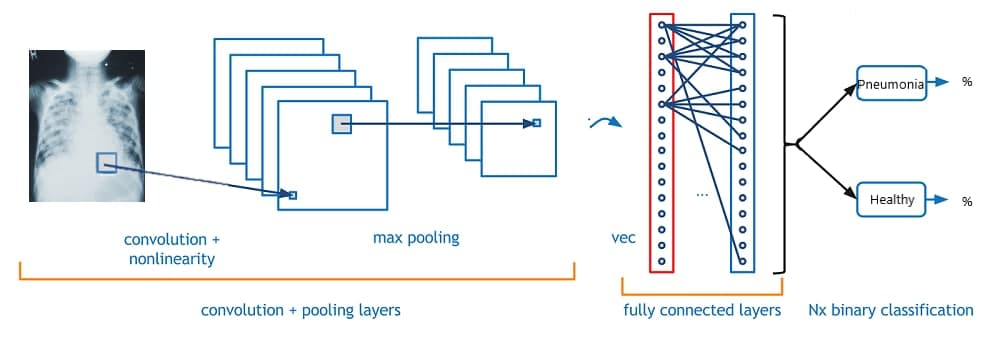 convolution +
nonlinearity
max pooling
vec
...
Pneumonia
%
Healthy
%
convolution + pooling layers
fully connected layers
Nx binary classification